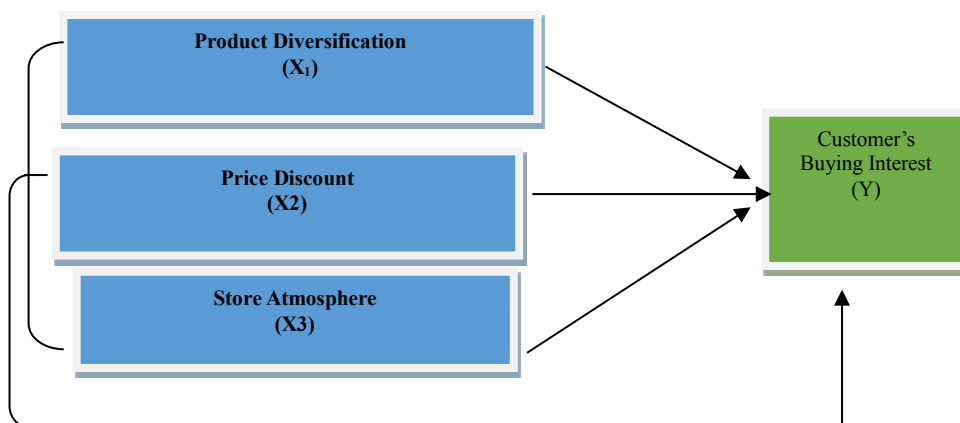 Product Diversification
(X₁)
Price Discount
(X2)
Store Atmosphere
(X3)
Customer’s
Buying Interest
(Y)